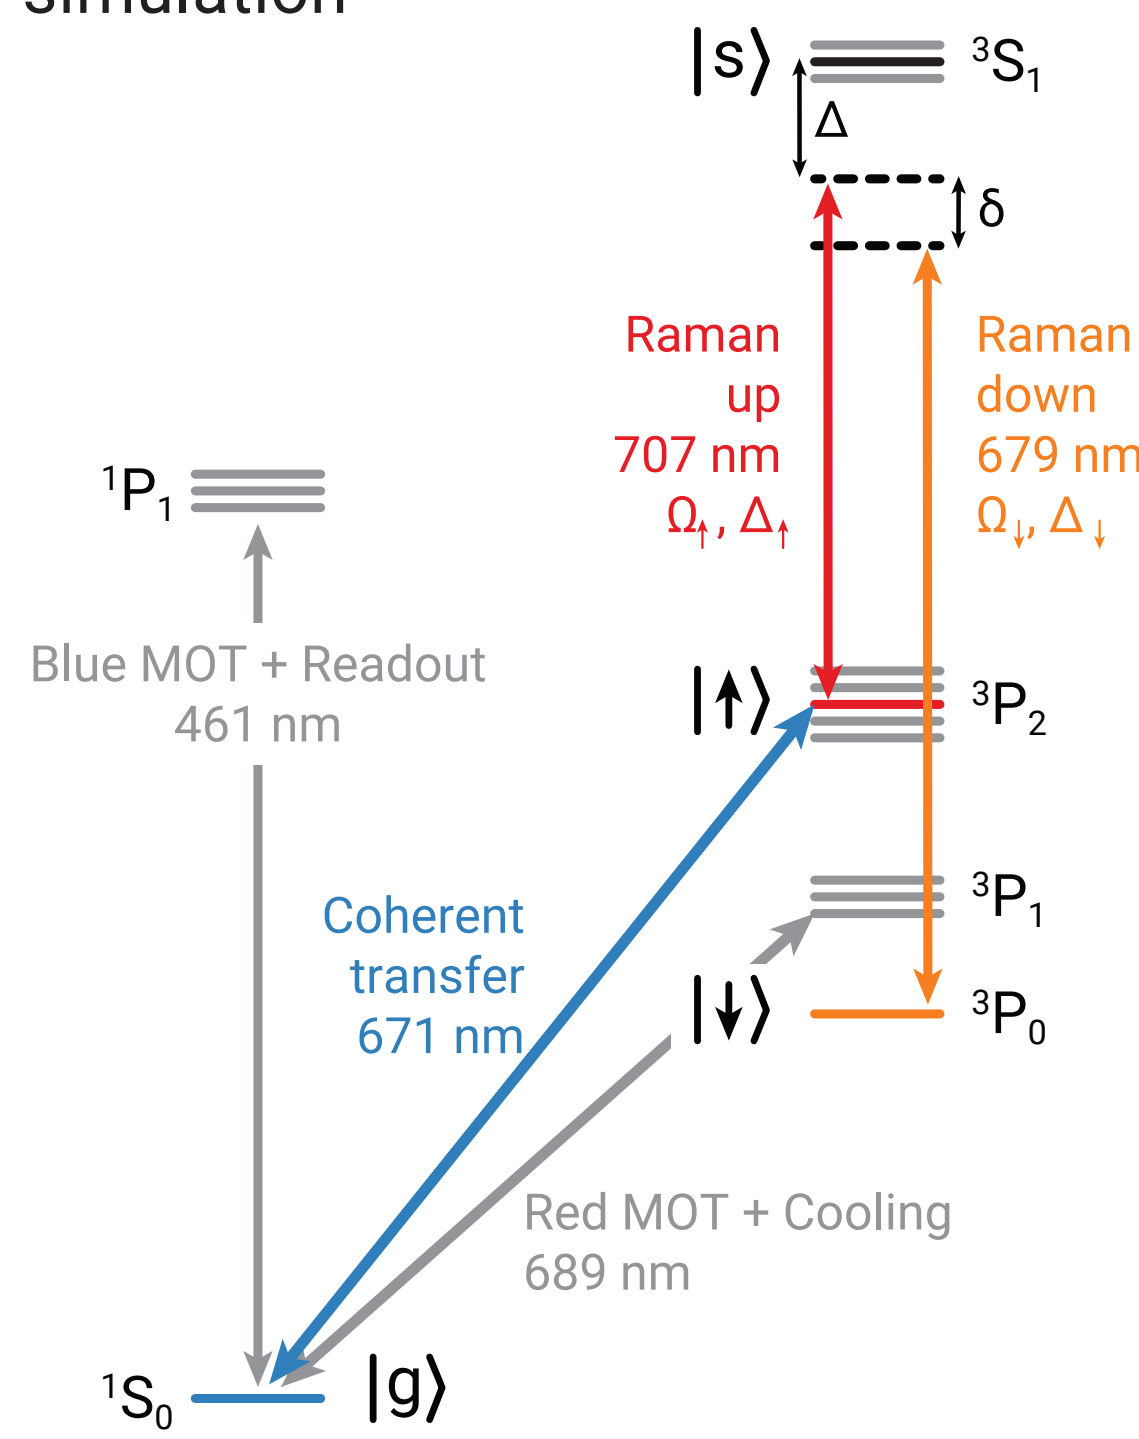 simulation
|s⟩
³S₁
Δ
δ
Raman
up
707 nm
Ω↑, Δ↑
Raman
down
679 nm
Ω↓, Δ↓
¹P₁
Blue MOT + Readout
461 nm
|↑⟩
³P₂
Coherent
transfer
671 nm
³P₁
|↓⟩
³P₀
Red MOT + Cooling
689 nm
¹S₀
|g⟩